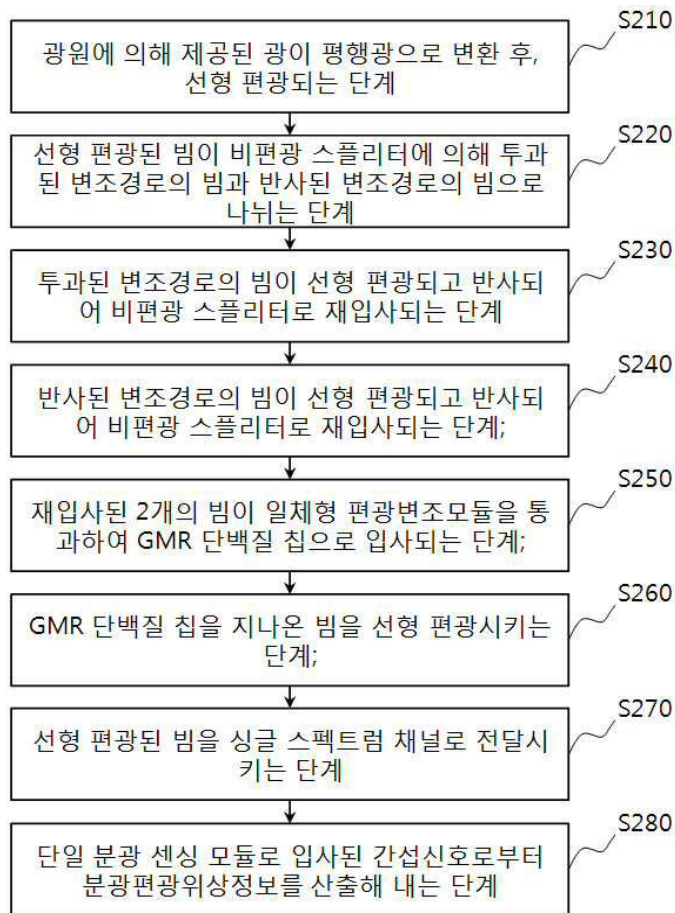 S210
광원에 의해 제공된 광이 평행광으로 변환 후,
선형 편광되는 단계
S220
선형 편광된 빔이 비편광 스플리터에 의해 투과
된 변조경로의 빔과 반사된 변조경로의 빔으로
나뉘는 단계
S230
투과된 변조경로의 빔이 선형 편광되고 반사되
어 비편광 스플리터로 재입사되는 단계
S240
반사된 변조경로의 빔이 선형 편광되고 반사되
어 비편광 스플리터로 재입사되는 단계;
S250
재입사된 2개의 빔이 일체형 편광변조모듈을 통
과하여 GMR 단백질 칩으로 입사되는 단계;
S260
GMR 단백질 칩을 지나온 빔을 선형 편광시키는
단계;
S270
선형 편광된 빔을 싱글 스펙트럼 채널로 전달시
키는 단계
S280
단일 분광 센싱 모듈로 입사된 간섭신호로부터
분광편광위상정보를 산출해 내는 단계